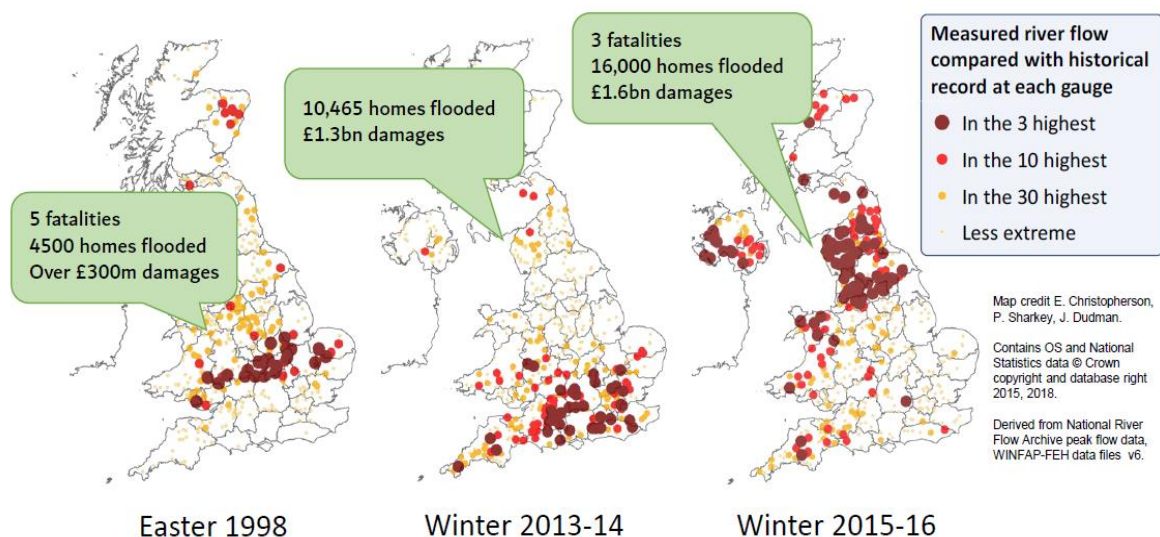 5 fatalities
4500 homes flooded
Over £300m damages
Easter 1998
10,465 homes flooded
£1.3bn damages
Winter 2013-14
3 fatalities
16,000 homes flooded
£1.6bn damages
Winter 2015-16
Measured river flow
compared with historical
record at each gauge
In the 3 highest
In the 10 highest
In the 30 highest
Less extreme
Map credit E. Christopherson,
P. Sharkey, J. Dudman.
Contains OS and National
Statistics data © Crown
copyright and database right
2015, 2018.
Derived from National River
Flow Archive peak flow data,
WINFAP-FEH data files v6.